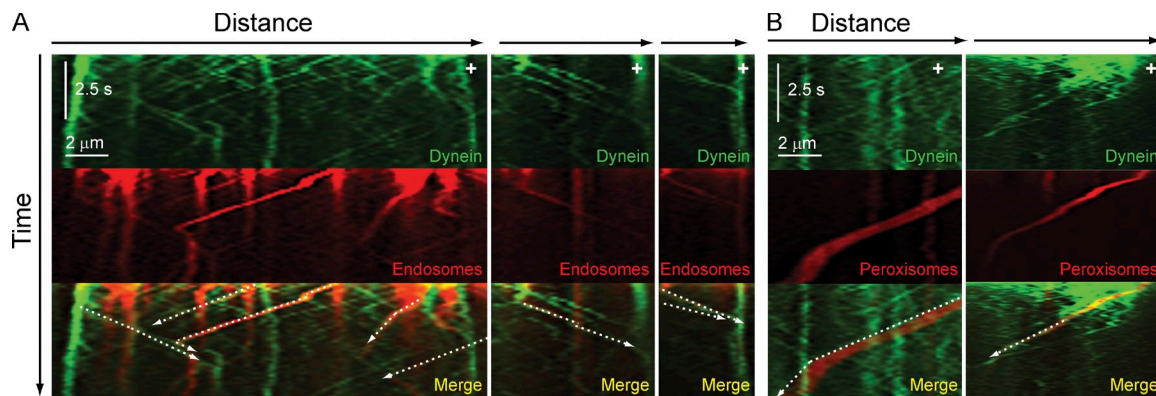 A
Distance
B
Distance
Time
+
+
+
+
+
2.5 s
2.5 s
2 μm
2 μm
Dynein
Dynein
Dynein
Dynein
Dynein
Endosomes
Endosomes
Endosomes
Peroxisomes
Peroxisomes
Merge
Merge
Merge
Merge
Merge